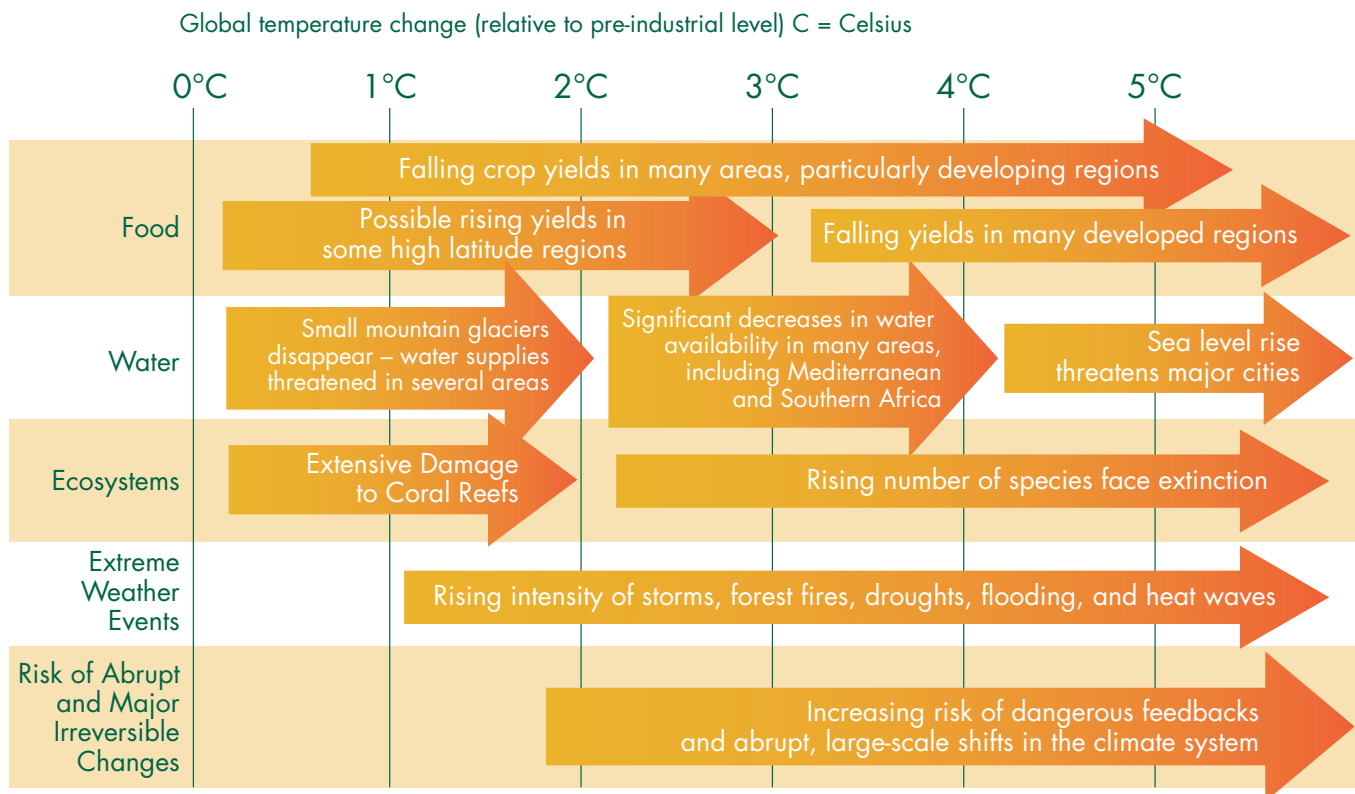 Global temperature change (relative to pre-industrial level) C = Celsius
0°C 1°C 2°C 3°C 4°C 5°C
Food
Falling crop yields in many areas, particularly developing regions
Possible rising yields in
some high latitude regions
Falling yields in many developed regions
Water
Small mountain glaciers
disappear – water supplies
threatened in several areas
Significant decreases in water
availability in many areas,
including Mediterranean
and Southern Africa
Sea level rise
threatens major cities
Ecosystems
Extensive Damage
to Coral Reefs
Rising number of species face extinction
Extreme
Weather
Events
Rising intensity of storms, forest fires, droughts, flooding, and heat waves
Risk of Abrupt
and Major
Irreversible
Changes
Increasing risk of dangerous feedbacks
and abrupt, large-scale shifts in the climate system